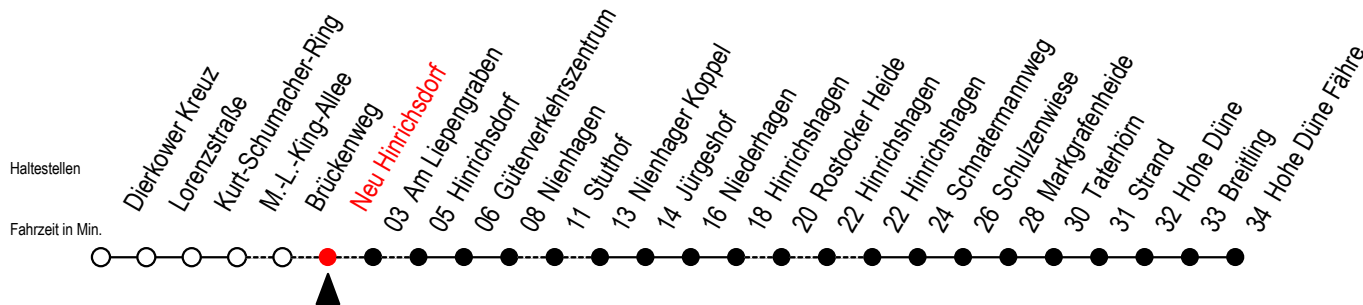 Haltestellen
Fahrzeit in Min.
Dierkower Kreuz
Lorenzstraße
Kurt-Schumacher-Ring
M.-L.-King-Allee
Brückenweg
Neu Hinrichsdorf
03 Am Liepengraben
05 Hinrichsdorf
06 Güterverkehrszentrum
08 Nienhagen
11 Stuthof
13 Nienhager Koppel
14 Jürgeshof
16 Niederhagen
18 Hinrichshagen
20 Rostocker Heide
22 Hinrichshagen
22 Hinrichshagen
24 Schnatermannweg
26 Schulzenwiese
28 Markgrafenheide
30 Taterhörn
31 Strand
32 Hohe Düne
33 Breitling
34 Hohe Düne Fähre